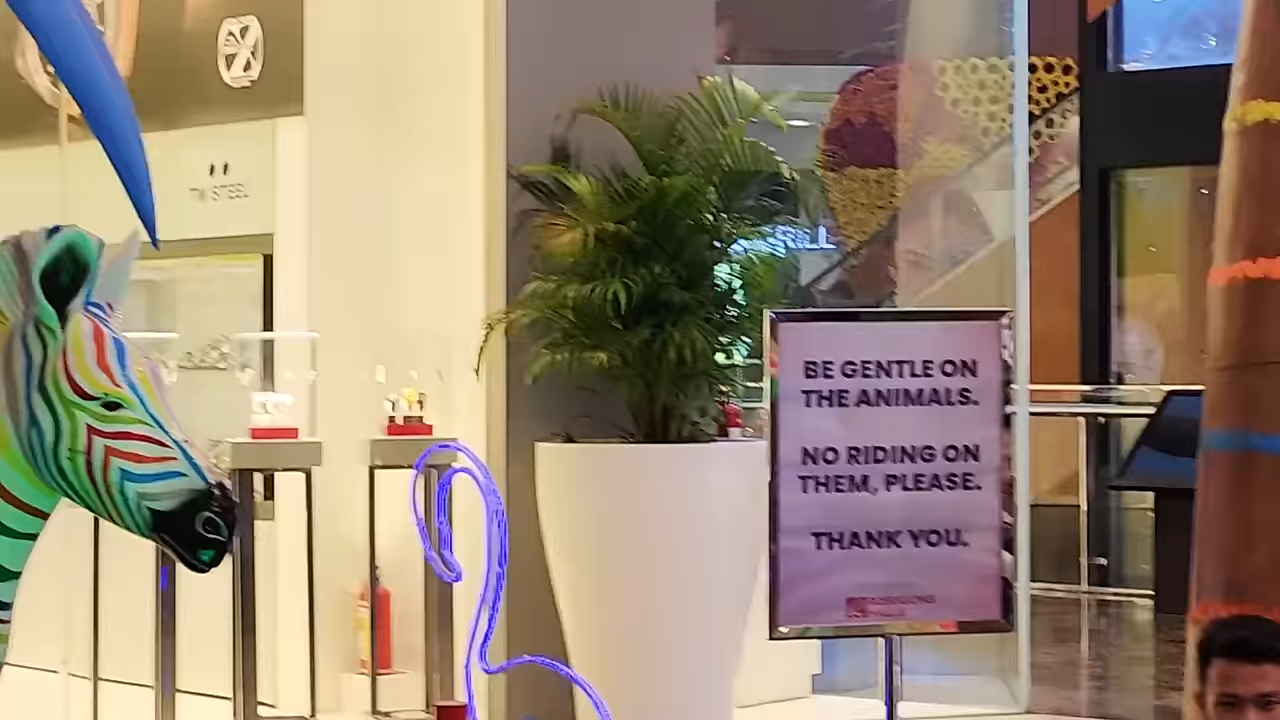 TW STEEL
BE GENTLE ON
THE ANIMALS.
NO RIDING ON
THEM, PLEASE.
THANK YOU.